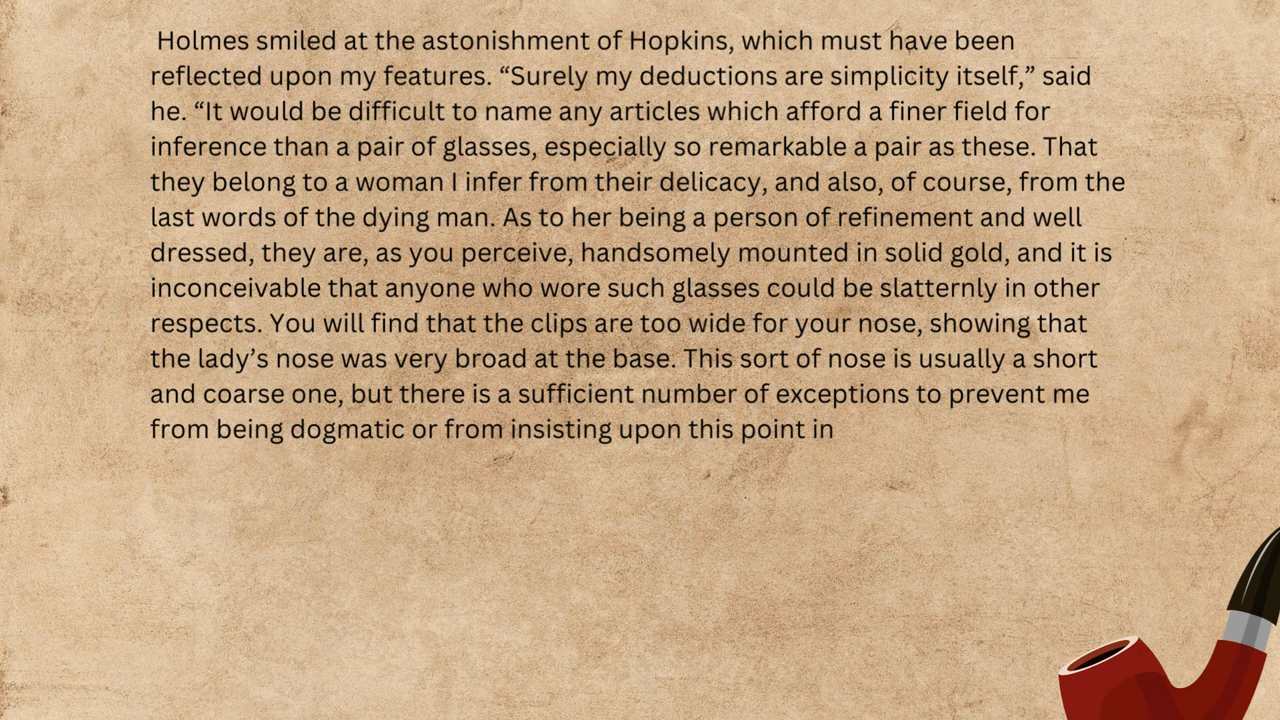 Holmes smiled at the astonishment of Hopkins, which must have been
reflected upon my features. “Surely my deductions are simplicity itself,” said
he. “It would be difficult to name any articles which afford a finer field for
inference than a pair of glasses, especially so remarkable a pair as these. That
they belong to a woman I infer from their delicacy, and also, of course, from the
last words of the dying man. As to her being a person of refinement and well
dressed, they are, as you perceive, handsomely mounted in solid gold, and it is
inconceivable that anyone who wore such glasses could be slatternly in other
respects. You will find that the clips are too wide for your nose, showing that
the lady’s nose was very broad at the base. This sort of nose is usually a short
and coarse one, but there is a sufficient number of exceptions to prevent me
from being dogmatic or from insisting upon this point in